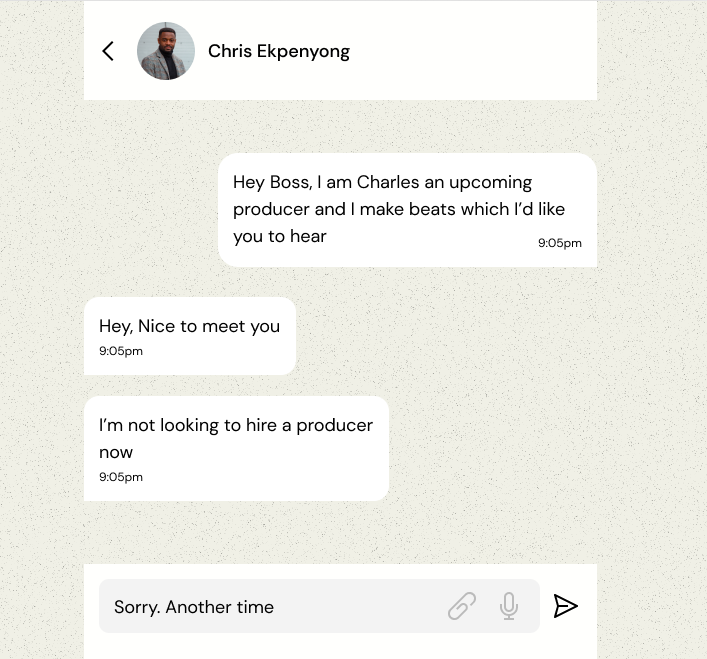 Chris Ekpenyong
Hey Boss, I am Charles an upcoming
producer and I make beats which I’d like
you to hear
9:05pm
Hey, Nice to meet you
9:05pm
I’m not looking to hire a producer
now
9:05pm
Sorry. Another time